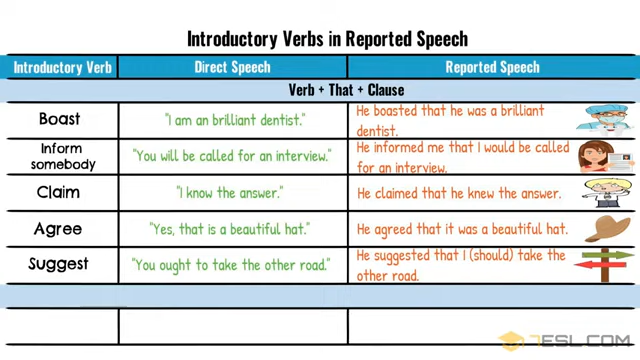 Introductory Verbs in Reported Speech
Introductory Verb Direct Speech Reported Speech
Verb + That + Clause
Boast "I am an brilliant dentist." He boasted that he was a brilliant
dentist.
Inform
somebody "You will be called for an interview." He informed me that I would be called
for an interview.
Claim "I know the answer." He claimed that he knew the answer.
Agree "Yes, that is a beautiful hat." He agreed that it was a beautiful hat.
Suggest "You ought to take the other road." He suggested that I (should) take the
other road.
7ESL.COM